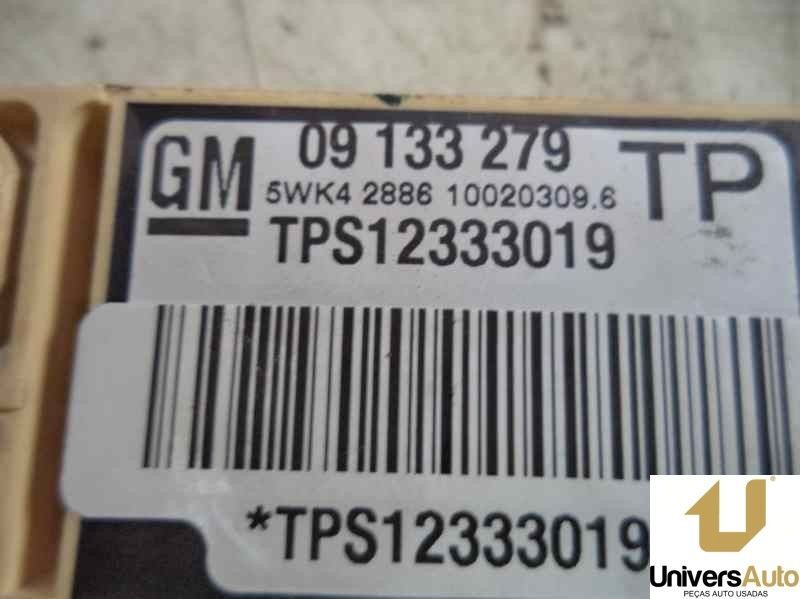 GM
09 133 279
TP
5WK4 2886 10020309.6
TPS12333019
*TPS12333019
UniversAuto
PEÇAS AUTO USADAS